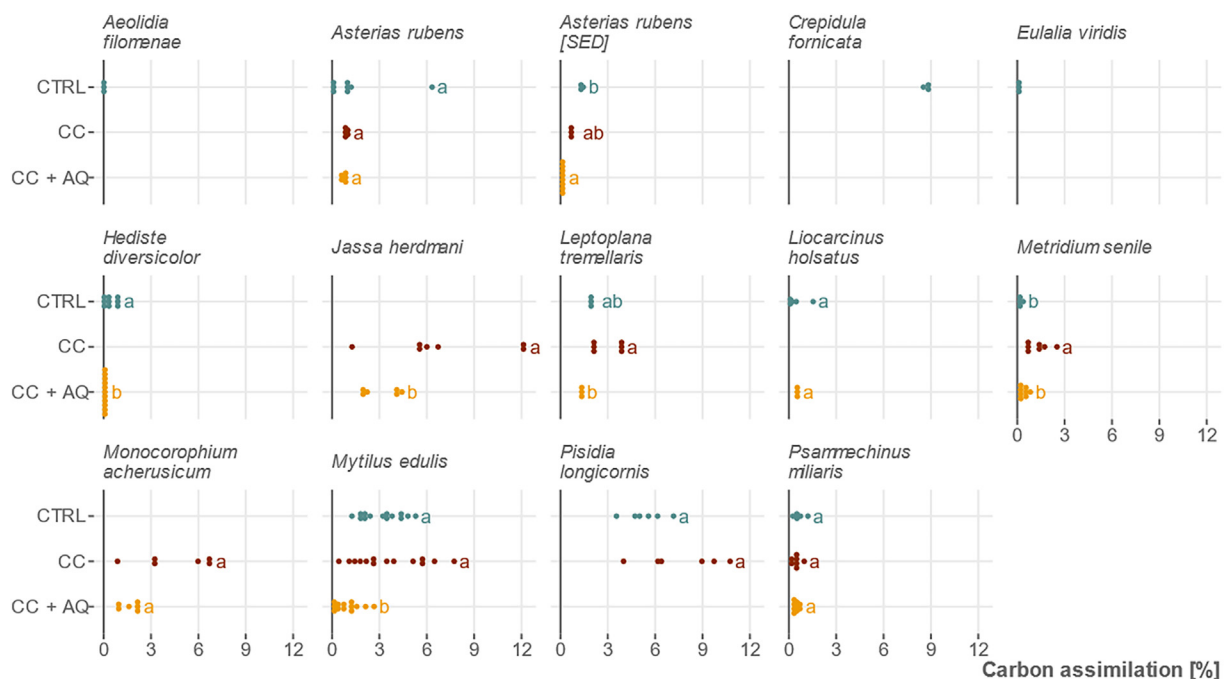 Aeolidia
filomenae
Asterias rubens
Asterias rubens
[SED]
Crepidula
fornicata
Eulalia viridis
CTRL
a
b
CC
a
ab
CC + AQ
a
a
Hediste
diversicolor
Jassa herdmani
Leptoplana
tremellaris
Liocarcinus
holsatus
Metridium senile
CTRL
a
ab
a
b
CC
a
a
a
CC + AQ
b
b
b
a
b
0 3 6 9 12
Monocorophium
acherusicum
Mytilus edulis
Pisidia
longicornis
Psammechinus
miliaris
CTRL
a
a
a
CC
a
a
a
a
CC + AQ
a
b
a
0 3 6 9 12
0 3 6 9 12
0 3 6 9 12
0 3 6 9 12
Carbon assimilation [%]